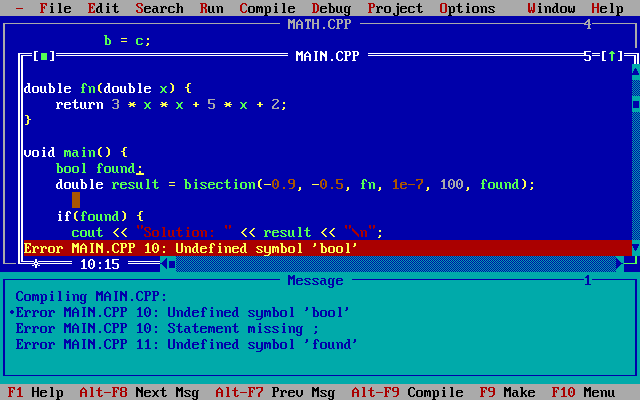 - File Edit Search Run Compile Debug Project Options Window Help
MATH.CPP 4
b = c;
[■] MAIN.CPP 5 [↑]
double fn(double x) {
return 3 * x * x + 5 * x + 2;
}
void main() {
bool found;
double result = bisection(-0.9, -0.5, fn, 1e-7, 100, found);
if(found) {
cout << "Solution: " << result << "\n";
Error MAIN.CPP 10: Undefined symbol 'bool'
10:15
Message 1
Compiling MAIN.CPP:
•Error MAIN.CPP 10: Undefined symbol 'bool'
Error MAIN.CPP 10: Statement missing ;
Error MAIN.CPP 11: Undefined symbol 'found'
F1 Help Alt-F8 Next Msg Alt-F7 Prev Msg Alt-F9 Compile F9 Make F10 Menu